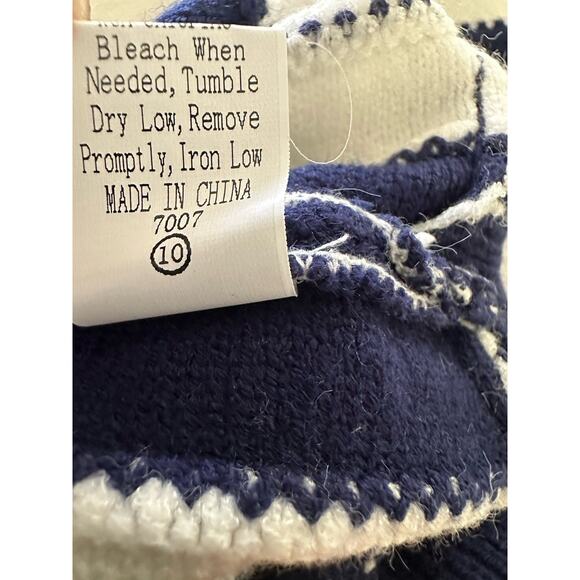 Bleach When
Needed, Tumble
Dry Low, Remove
Promptly, Iron Low
MADE IN CHINA
7007
10